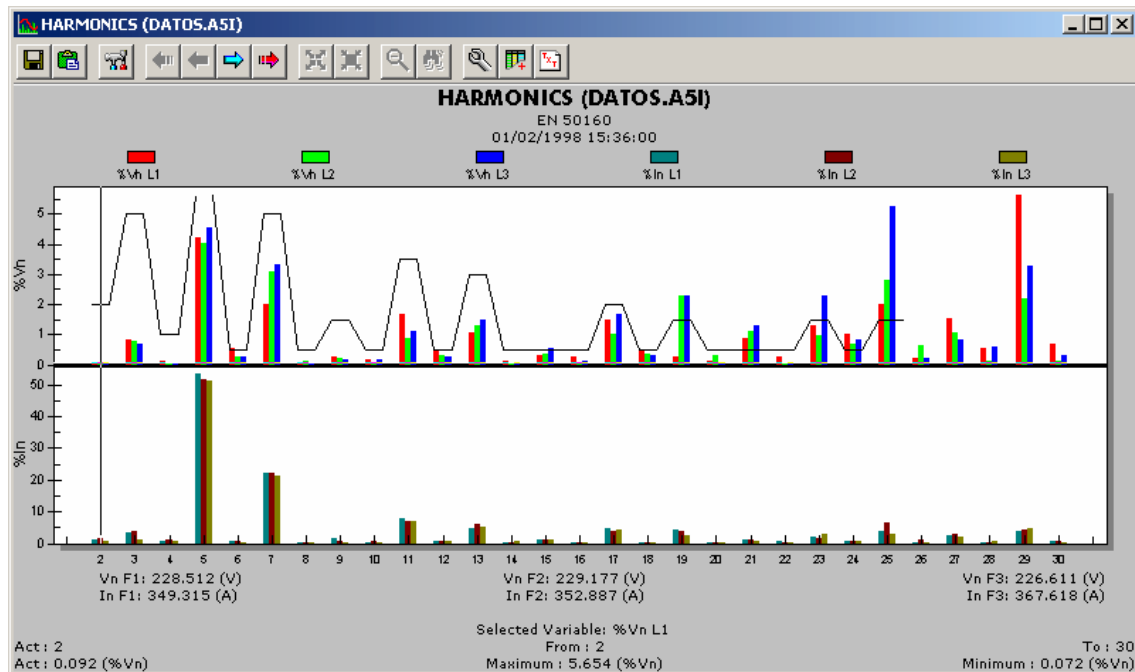 HARMONICS (DATOS.A5I)
TXT
HARMONICS (DATOS.A5I)
EN 50160
01/02/1998 15:36:00
%Vn L1 %Vn L2 %Vn L3 %In L1 %In L2 %In L3
%Vn
5
4
3
2
1
0
%In
50
40
30
20
10
0
2 3 4 5 6 7 8 9 10 11 12 13 14 15 16 17 18 19 20 21 22 23 24 25 26 27 28 29 30
Vn F1: 228.512 (V) Vn F2: 229.177 (V) Vn F3: 226.611 (V)
In F1: 349.315 (A) In F2: 352.887 (A) In F3: 367.618 (A)
Selected Variable: %Vn L1
Act: 2 From : 2 To : 30
Act: 0.092 (%Vn) Maximum : 5.654 (%Vn) Minimum : 0.072 (%Vn)